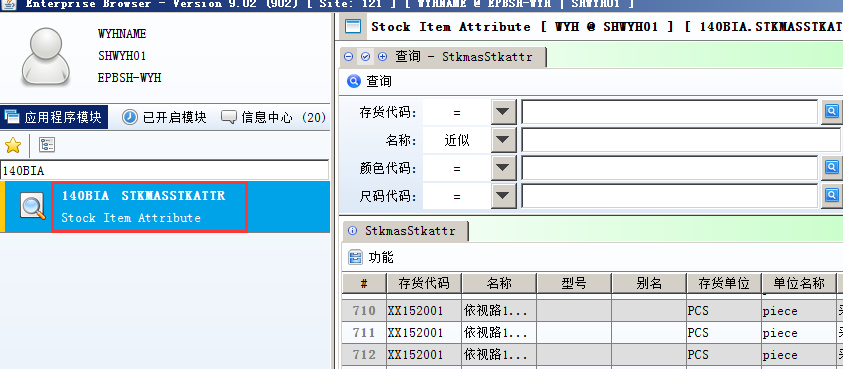 Enterprise Browser - Version 9.02 (902) [ Site: 121 ] [ WYHNAME @ EPBSH-WYH | SHWYH01 ]
WYHNAME
SHWYH01
EPBSH-WYH
应用程序模块 已开启模块 信息中心 (20)
140BIA
140BIA STKMASSTKATTR
Stock Item Attribute
Stock Item Attribute [ WYH @ SHWYH01 ] [ 140BIA.STKMASSTKAT
查询 - StkmasStkattr
查询
存货代码: =
名称: 近似
颜色代码: =
尺码代码: =
StkmasStkattr
功能
# 存货代码 名称 型号 别名 存货单位 单位名称
710 XX152001 依视路1... PCS piece
711 XX152001 依视路1... PCS piece
712 XX152001 依视路1... PCS piece